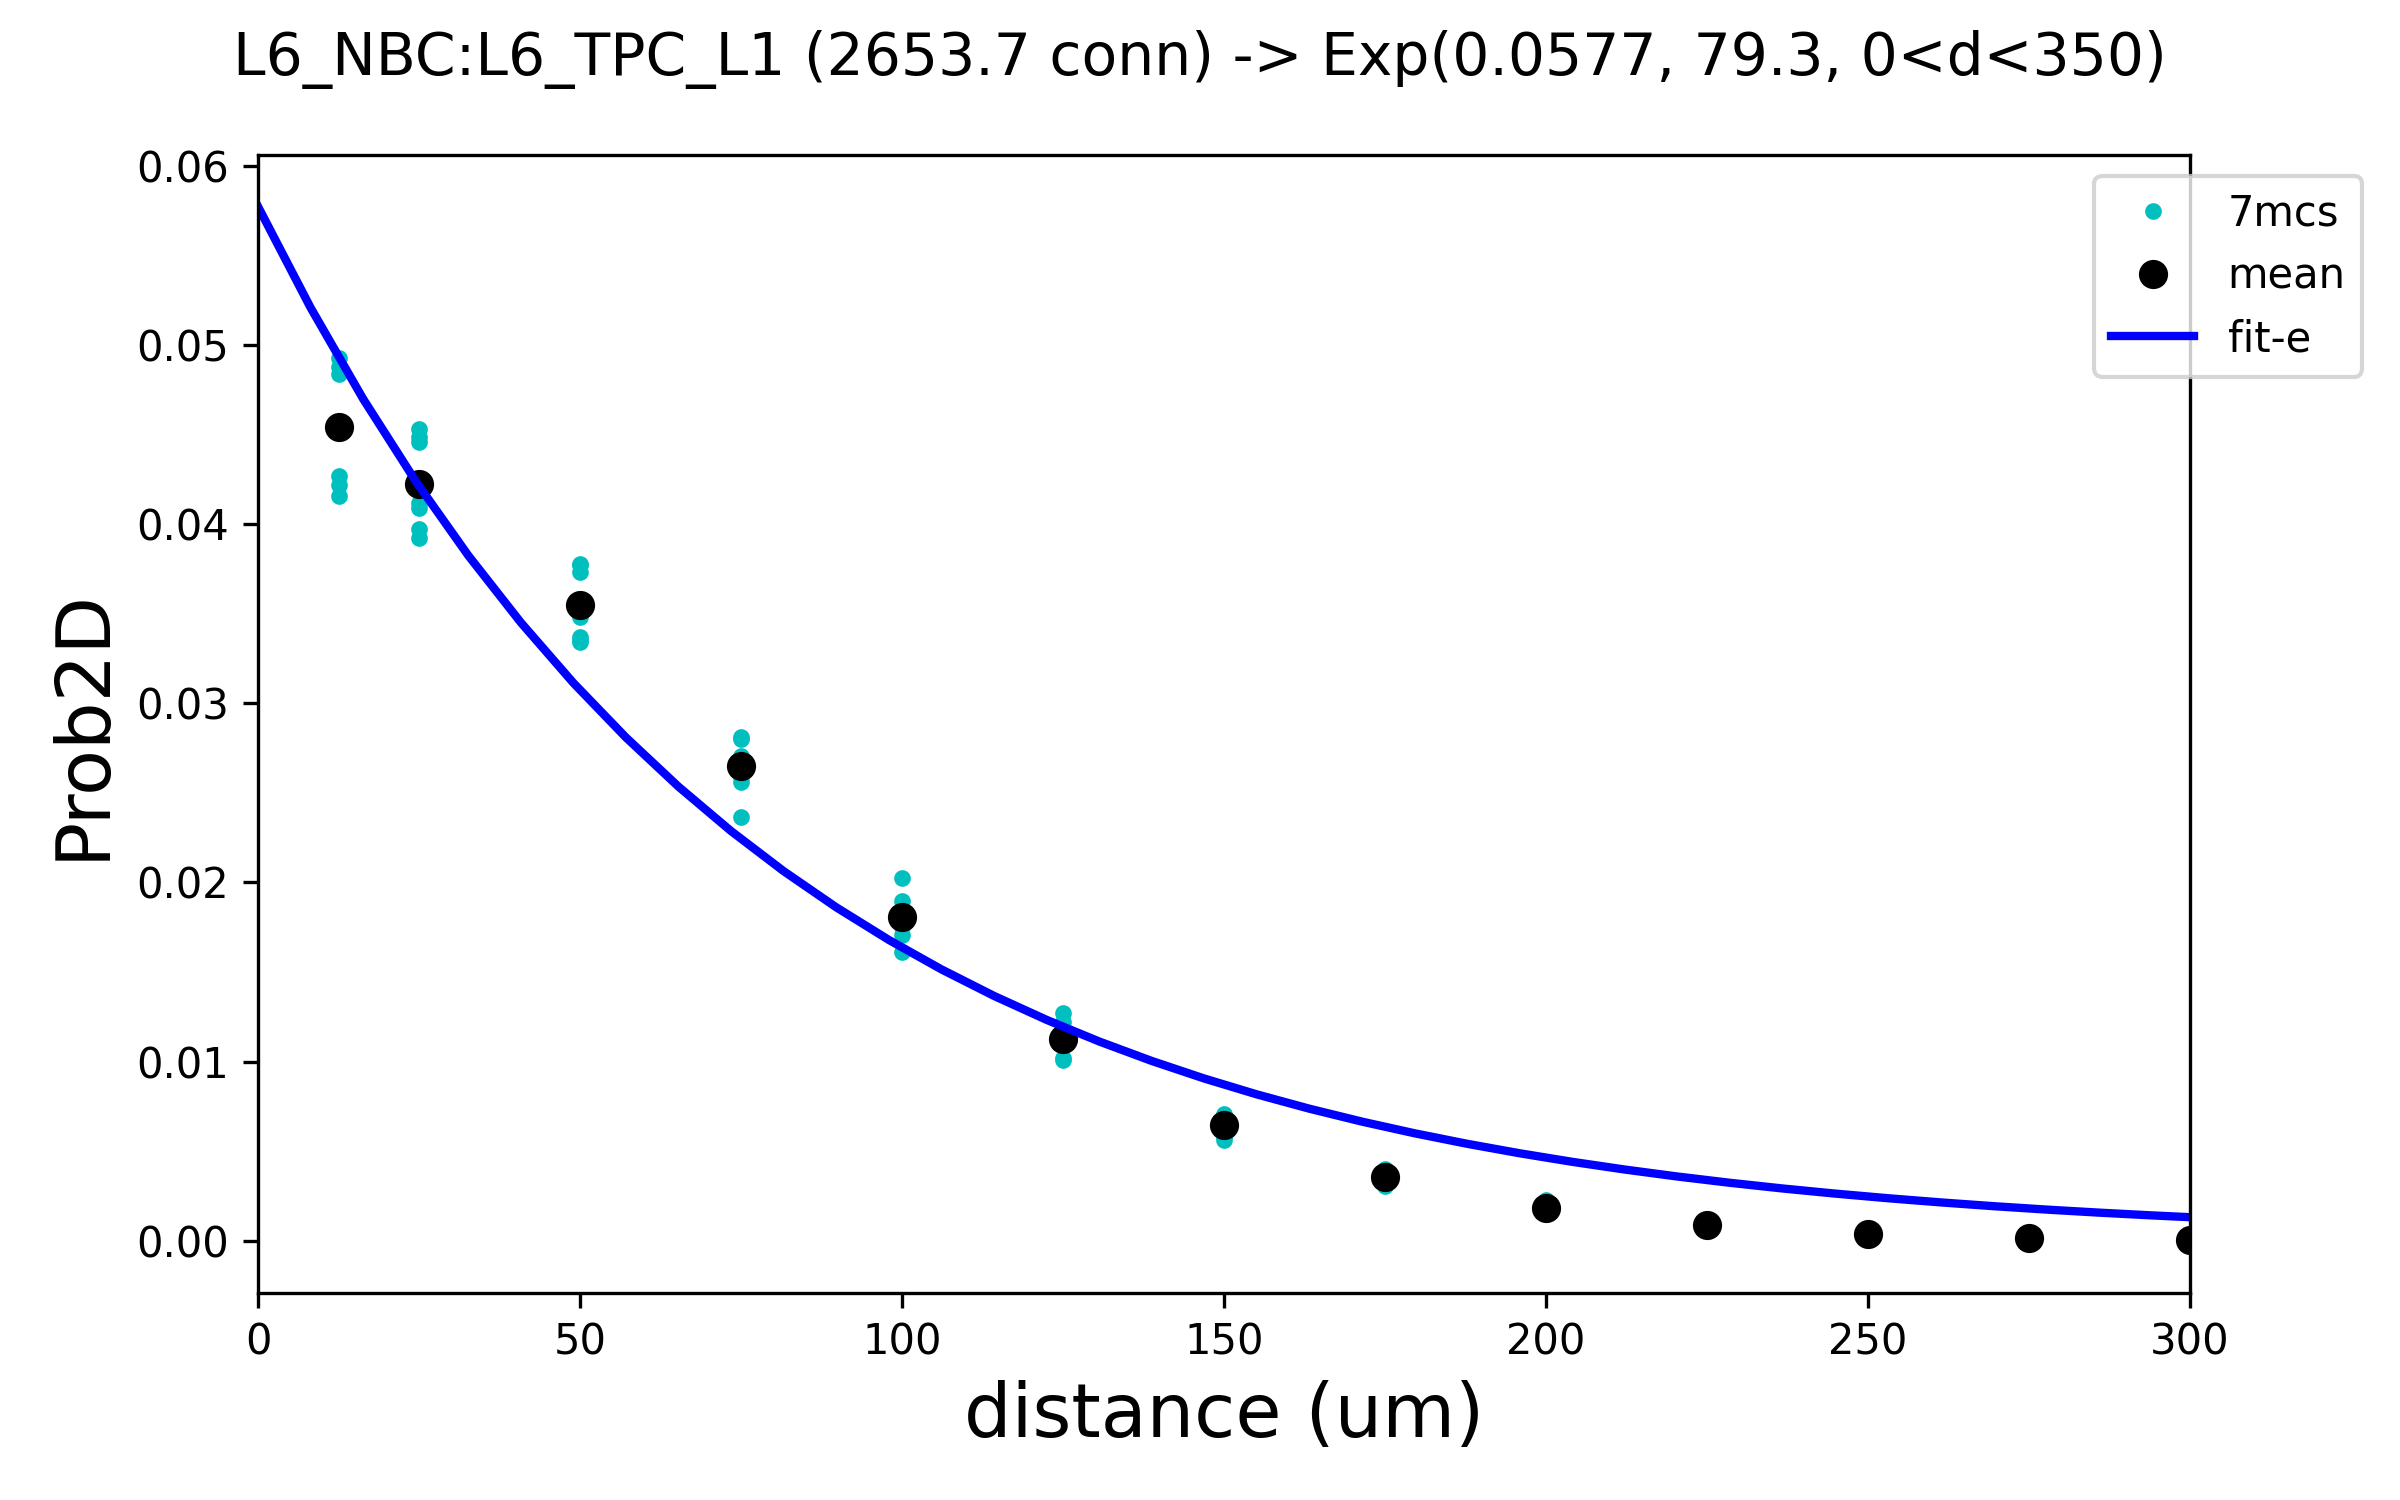 L6_NBC:L6_TPC_L1 (2653.7 conn) -> Exp(0.0577, 79.3, 0<d<350)
0.06
0.05
0.04
0.03
0.02
0.01
0.00
Prob2D
7mcs
mean
fit-e
0 50 100 150 200 250 300
distance (um)